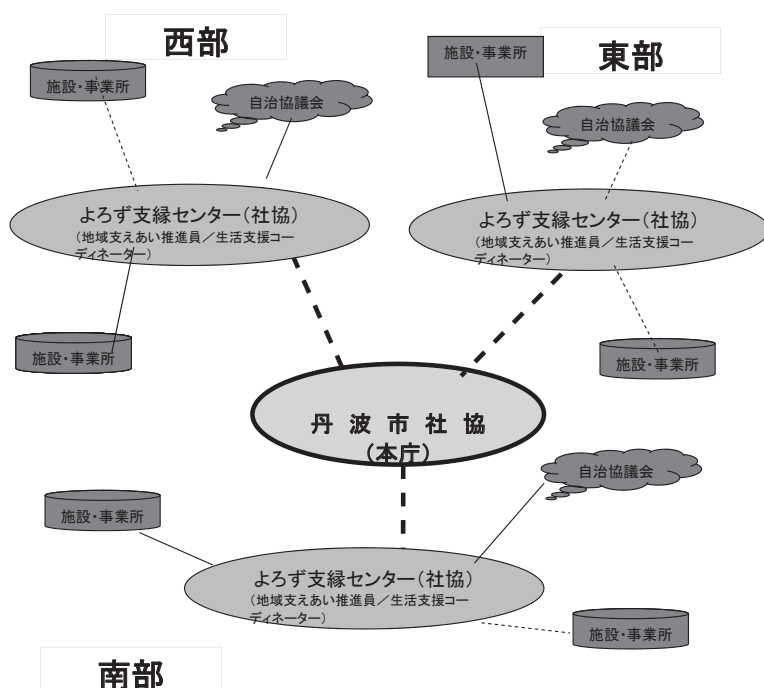 西部
施設・事業所
自治協議会
よろず支縁センター(社協)
(地域支えあい推進員/生活支援コー
ディネーター)
施設・事業所
東部
施設・事業所
自治協議会
よろず支縁センター(社協)
(地域支えあい推進員/生活支援コー
ディネーター)
施設・事業所
丹波市社協
(本庁)
自治協議会
施設・事業所
よろず支縁センター(社協)
(地域支えあい推進員/生活支援コー
ディネーター)
施設・事業所
南部